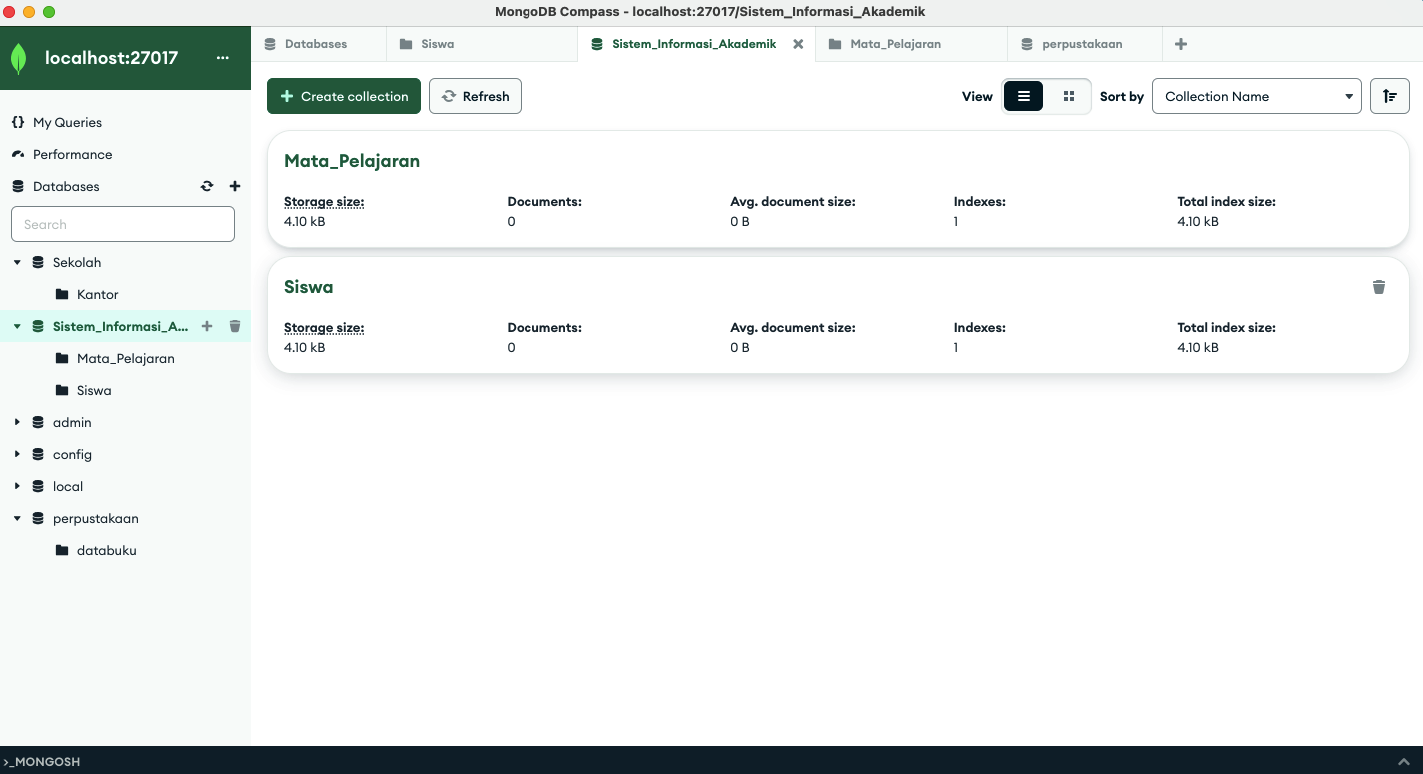 MongoDB Compass - localhost:27017/Sistem_Informasi_Akademik
localhost:27017
My Queries
Performance
Databases
Search
Sekolah
Kantor
Sistem_Informasi_A...
Mata_Pelajaran
Siswa
admin
config
local
perpustakaan
databuku
Databases
Siswa
Sistem_Informasi_Akademik
Mata_Pelajaran
perpustakaan
Create collection
Refresh
View
Sort by
Collection Name
Mata_Pelajaran
Storage size: Documents: Avg. document size: Indexes: Total index size:
4.10 kB 0 0 B 1 4.10 kB
Siswa
Storage size: Documents: Avg. document size: Indexes: Total index size:
4.10 kB 0 0 B 1 4.10 kB
>_MONGOSH